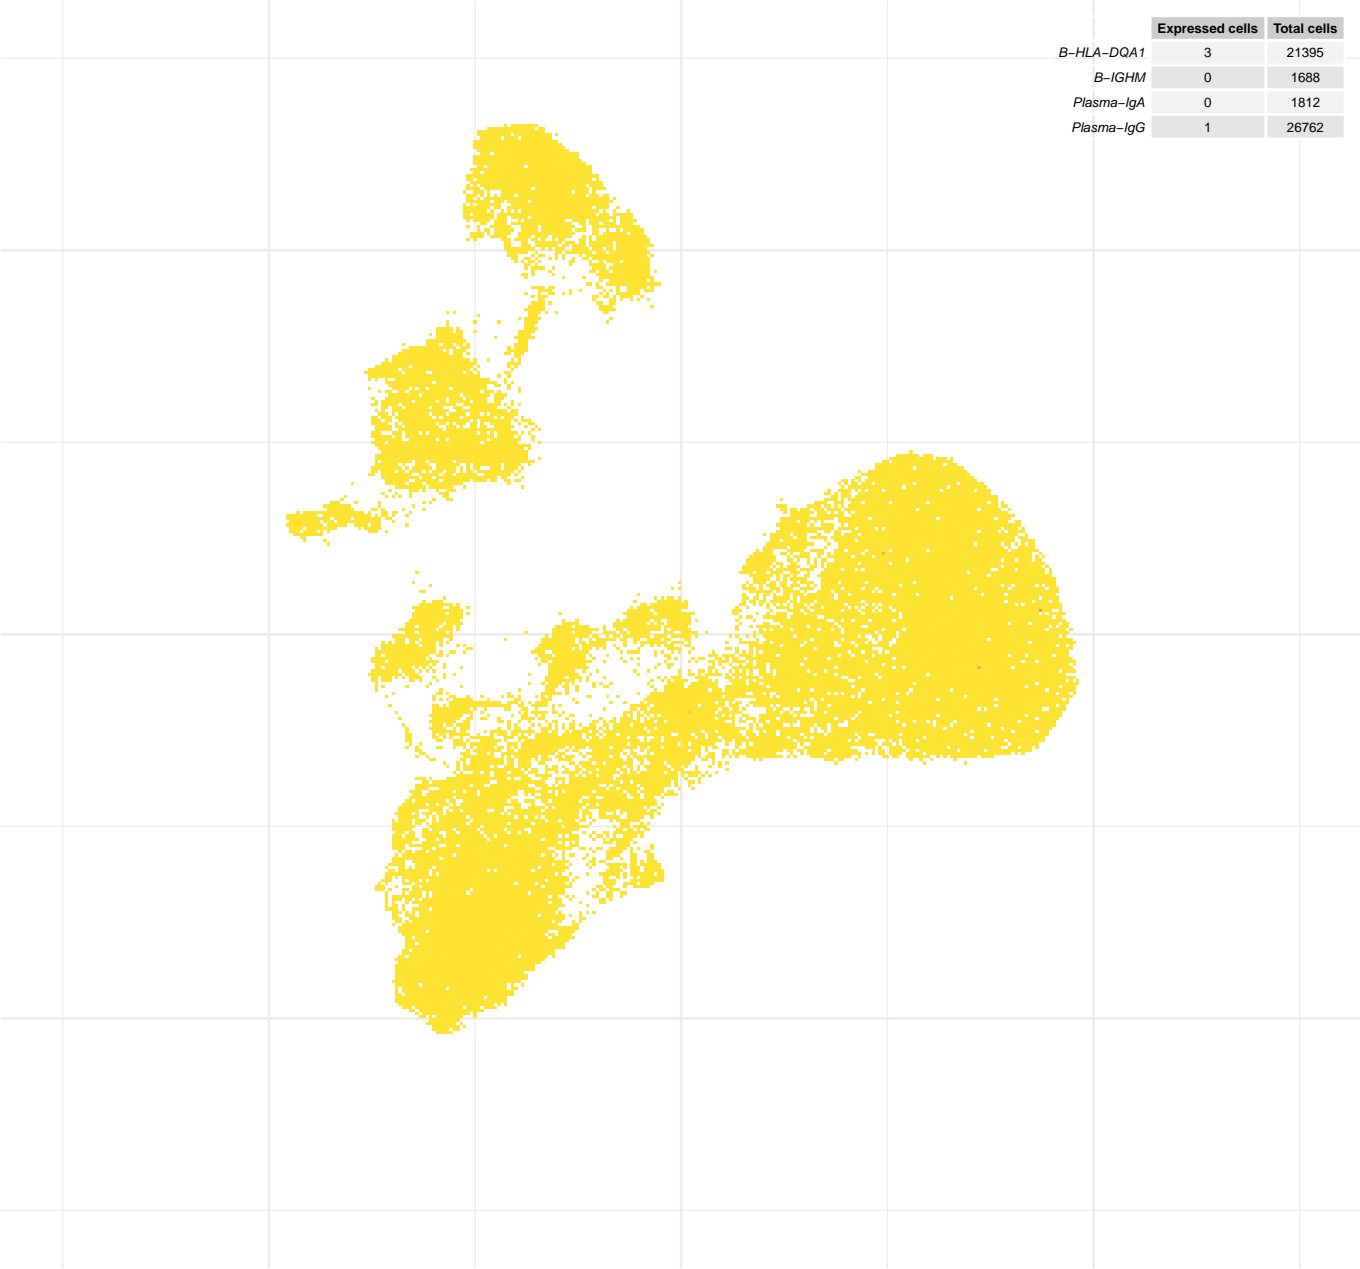 Expressed cells Total cells
B−HLA−DQA1 3 21395
B−IGHM 0 1688
Plasma−IgA 0 1812
Plasma−IgG 1 26762